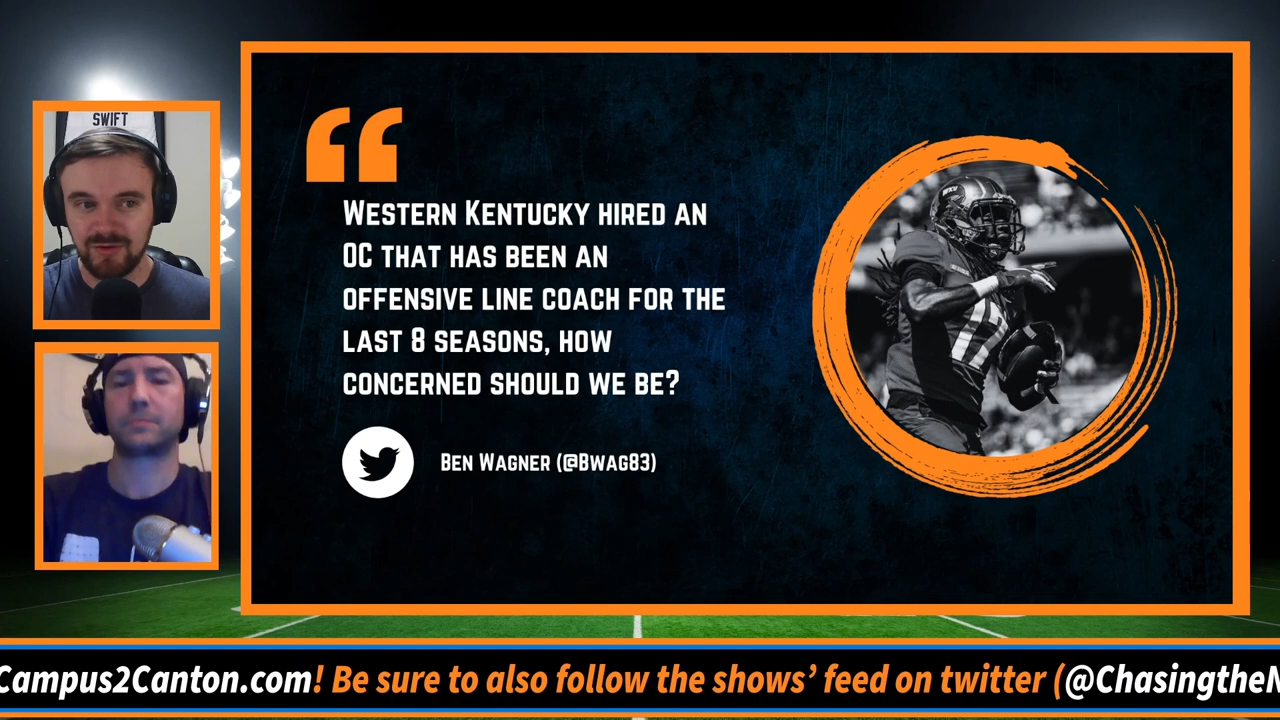 SWIFT
“
WESTERN KENTUCKY HIRED AN
OC THAT HAS BEEN AN
OFFENSIVE LINE COACH FOR THE
LAST 8 SEASONS, HOW
CONCERNED SHOULD WE BE?
BEN WAGNER (@BWAG83)
WKU
17
Campus2Canton.com! Be sure to also follow the shows’ feed on twitter (@ChasingtheN